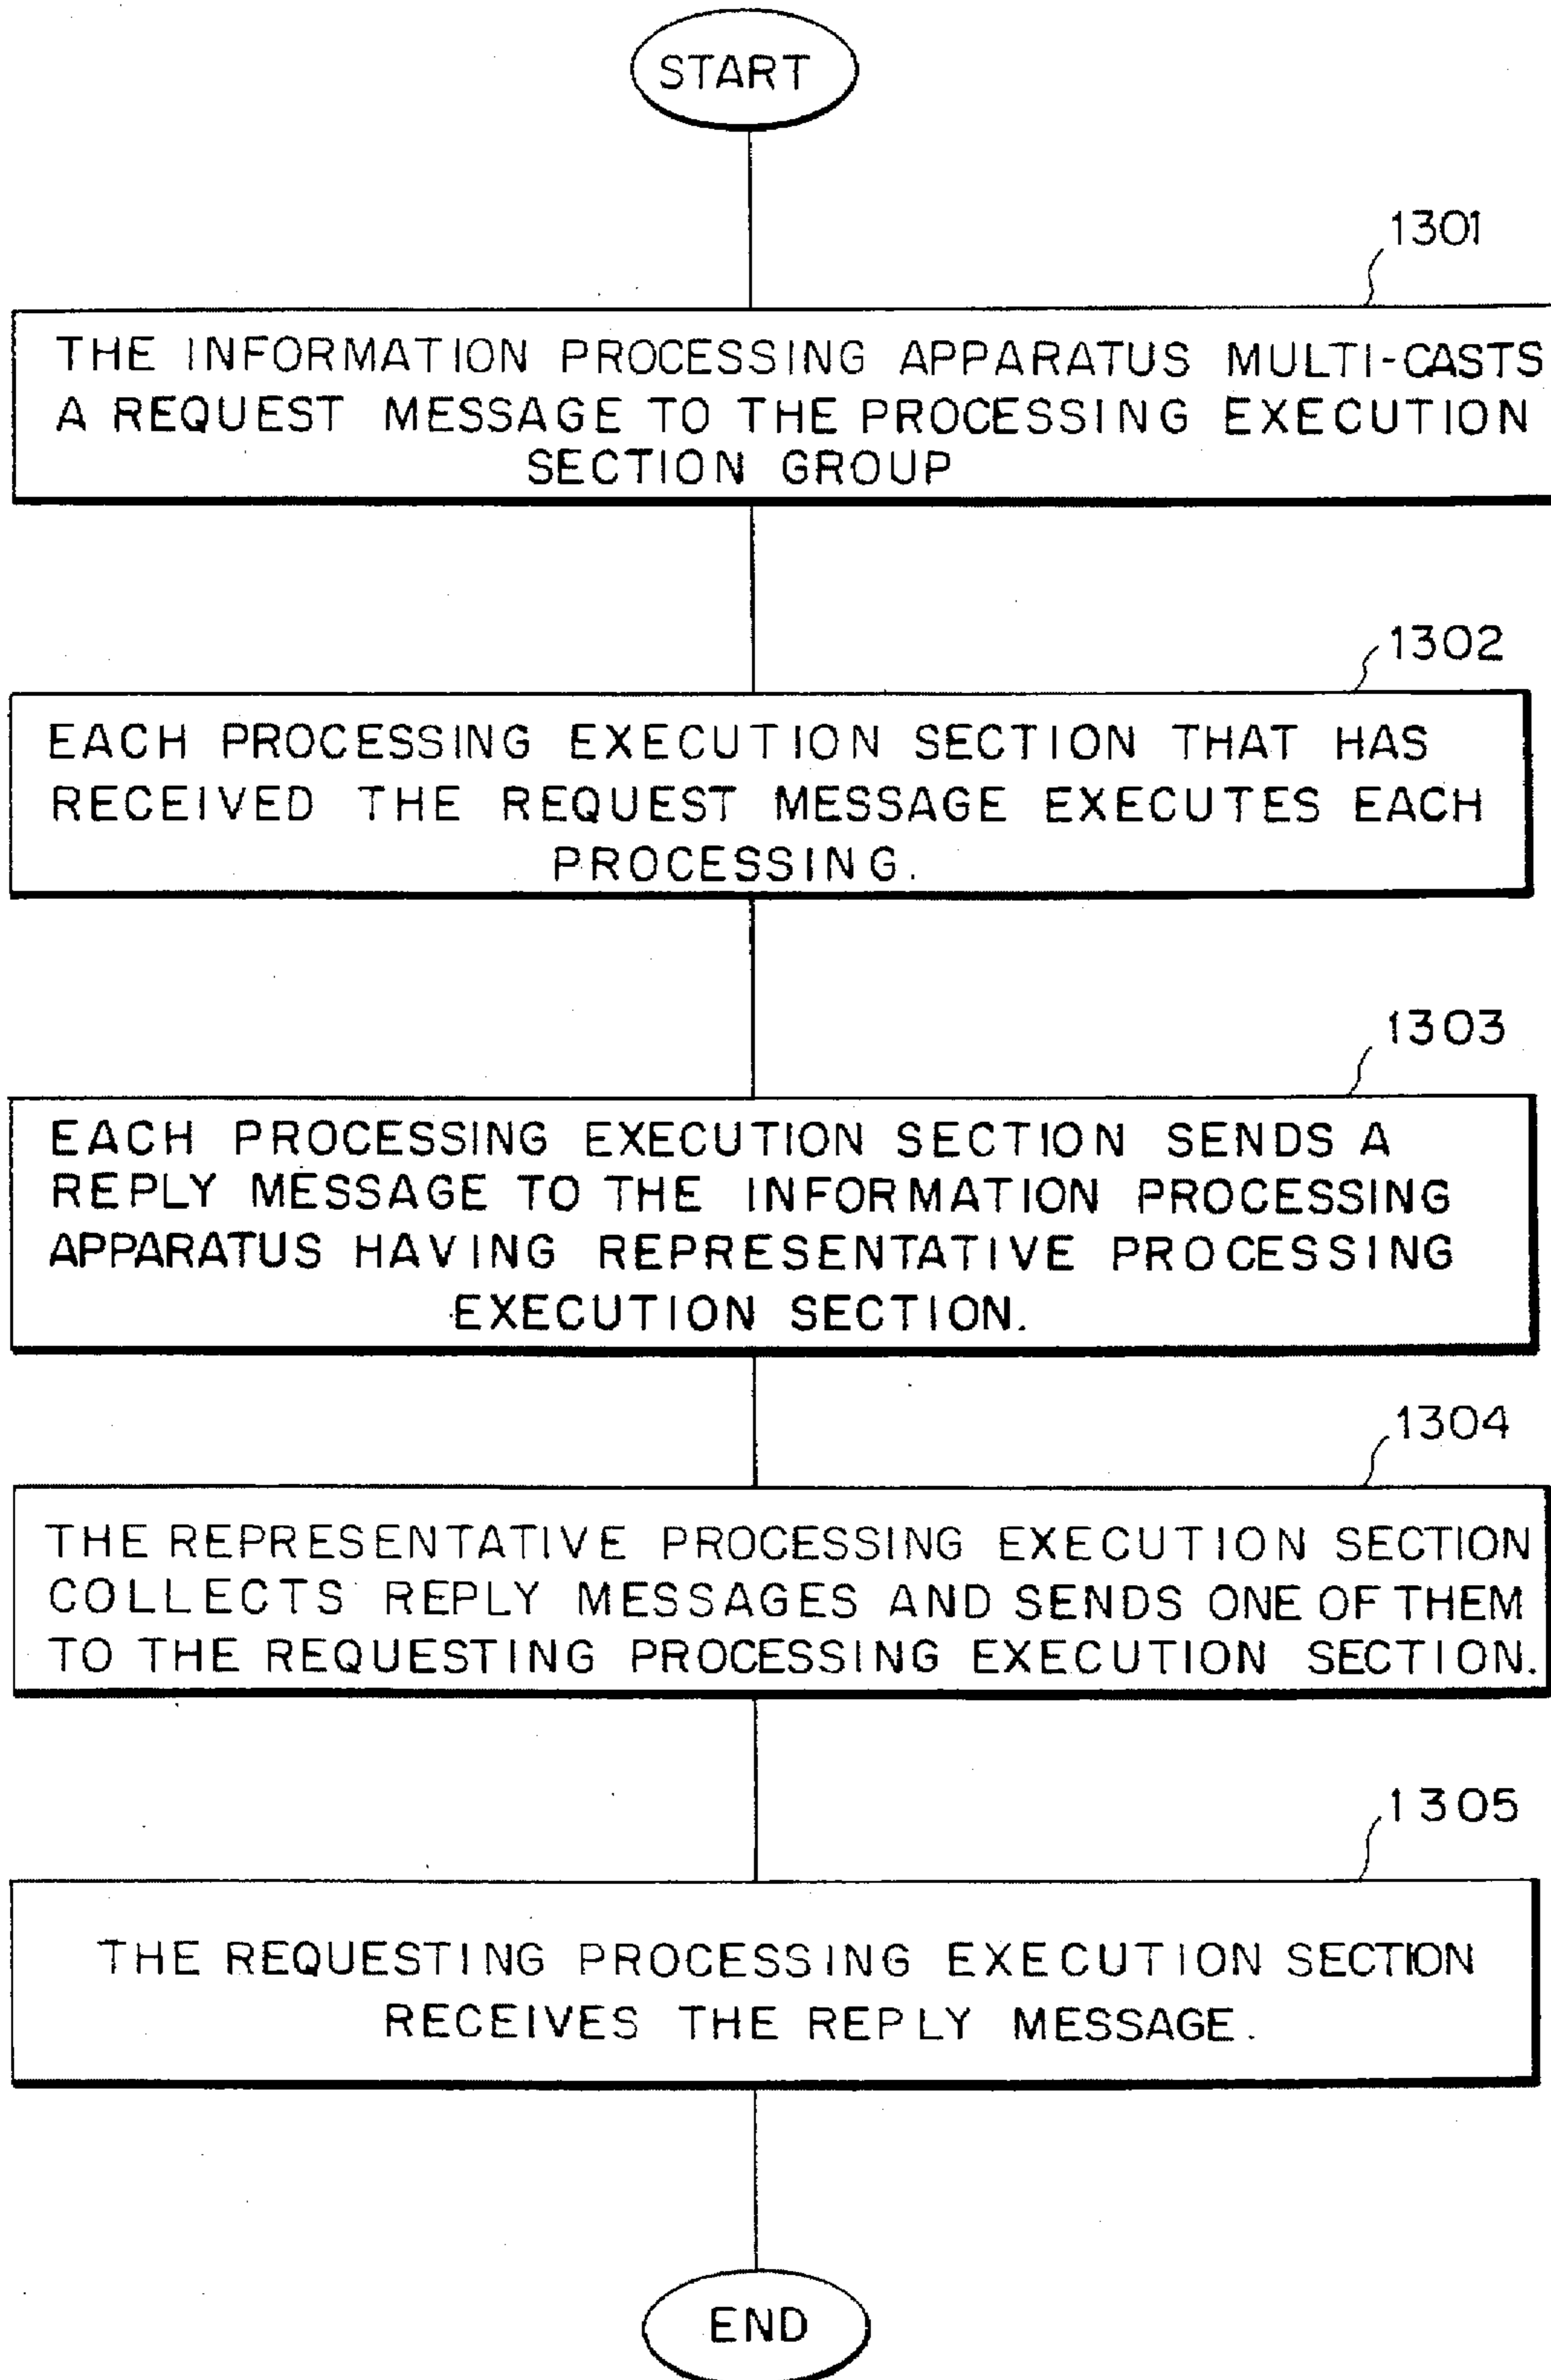 START
1301
THE INFORMATION PROCESSING APPARATUS MULTI-CASTS
A REQUEST MESSAGE TO THE PROCESSING EXECUTION
SECTION GROUP
1302
EACH PROCESSING EXECUTION SECTION THAT HAS
RECEIVED THE REQUEST MESSAGE EXECUTES EACH
PROCESSING.
1303
EACH PROCESSING EXECUTION SECTION SENDS A
REPLY MESSAGE TO THE INFORMATION PROCESSING
APPARATUS HAVING REPRESENTATIVE PROCESSING
EXECUTION SECTION.
1304
THE REPRESENTATIVE PROCESSING EXECUTION SECTION
COLLECTS REPLY MESSAGES AND SENDS ONE OF THEM
TO THE REQUESTING PROCESSING EXECUTION SECTION.
1305
THE REQUESTING PROCESSING EXECUTION SECTION
RECEIVES THE REPLY MESSAGE.
END